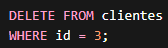 DELETE FROM clientes
WHERE id = 3;